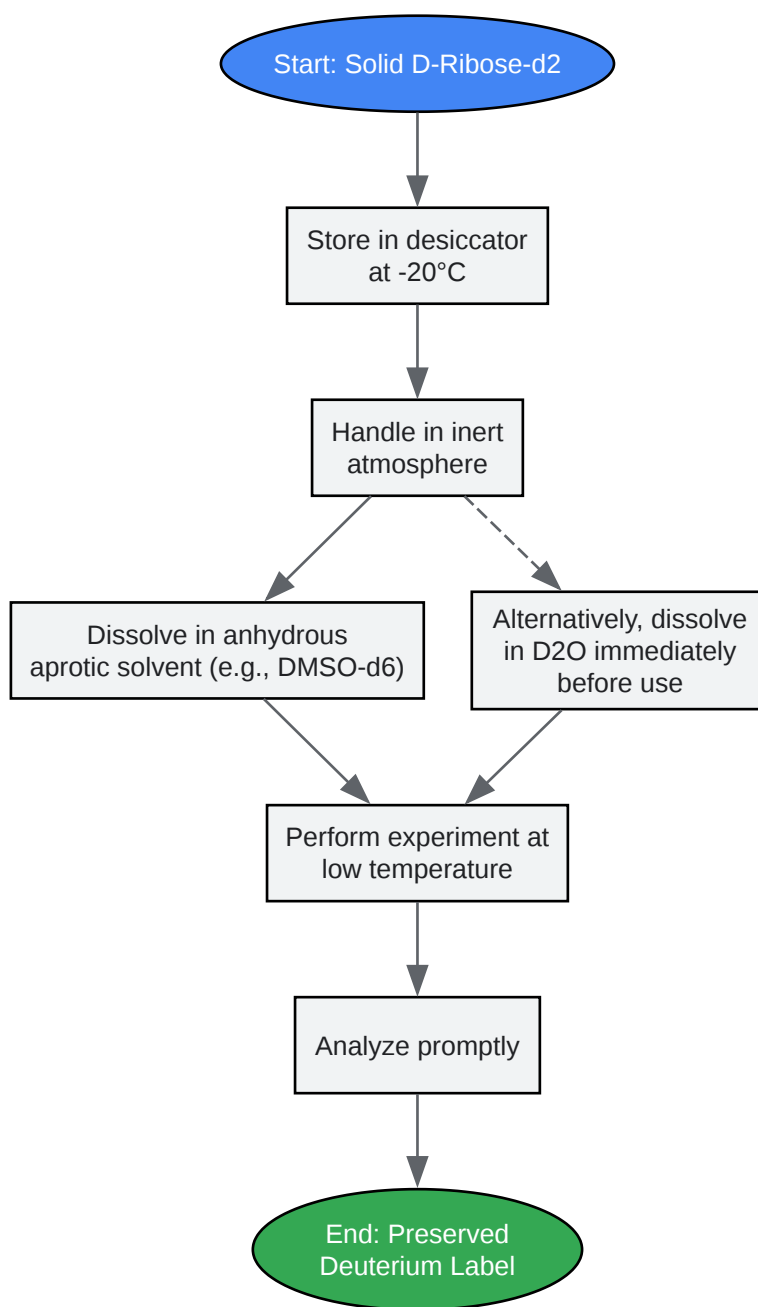 Start: Solid D-Ribose-d2
Store in desiccator
at -20°C
Handle in inert
atmosphere
Dissolve in anhydrous
aprotic solvent (e.g., DMSO-d6)
Alternatively, dissolve
in D2O immediately
before use
Perform experiment at
low temperature
Analyze promptly
End: Preserved
Deuterium Label